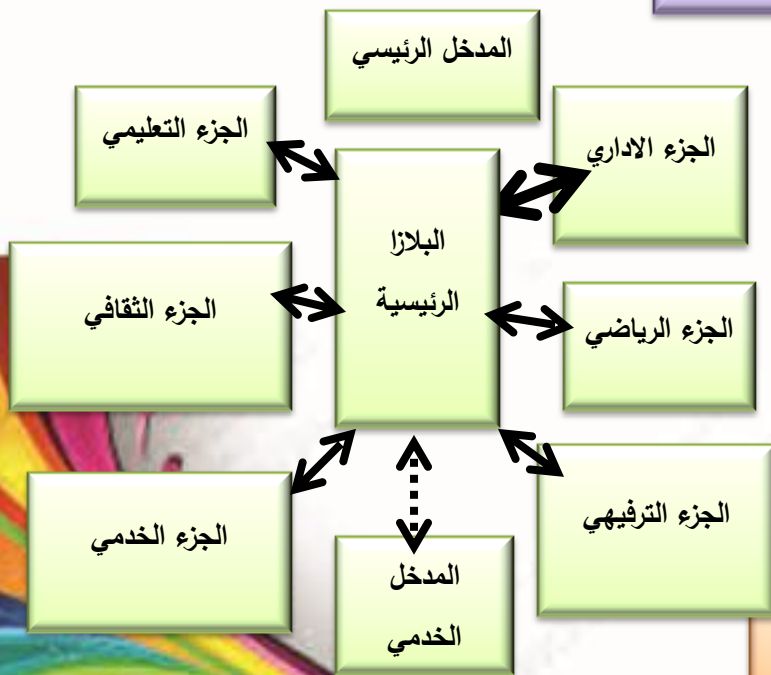 المدخل الرئيسي
الجزء الاداري
الجزء التعليمي
البلازا
الرئيسية
الجزء الرياضي
الجزء الثقافي
الجزء الترفيهي
الجزء الخدمي
المدخل
الخدمي